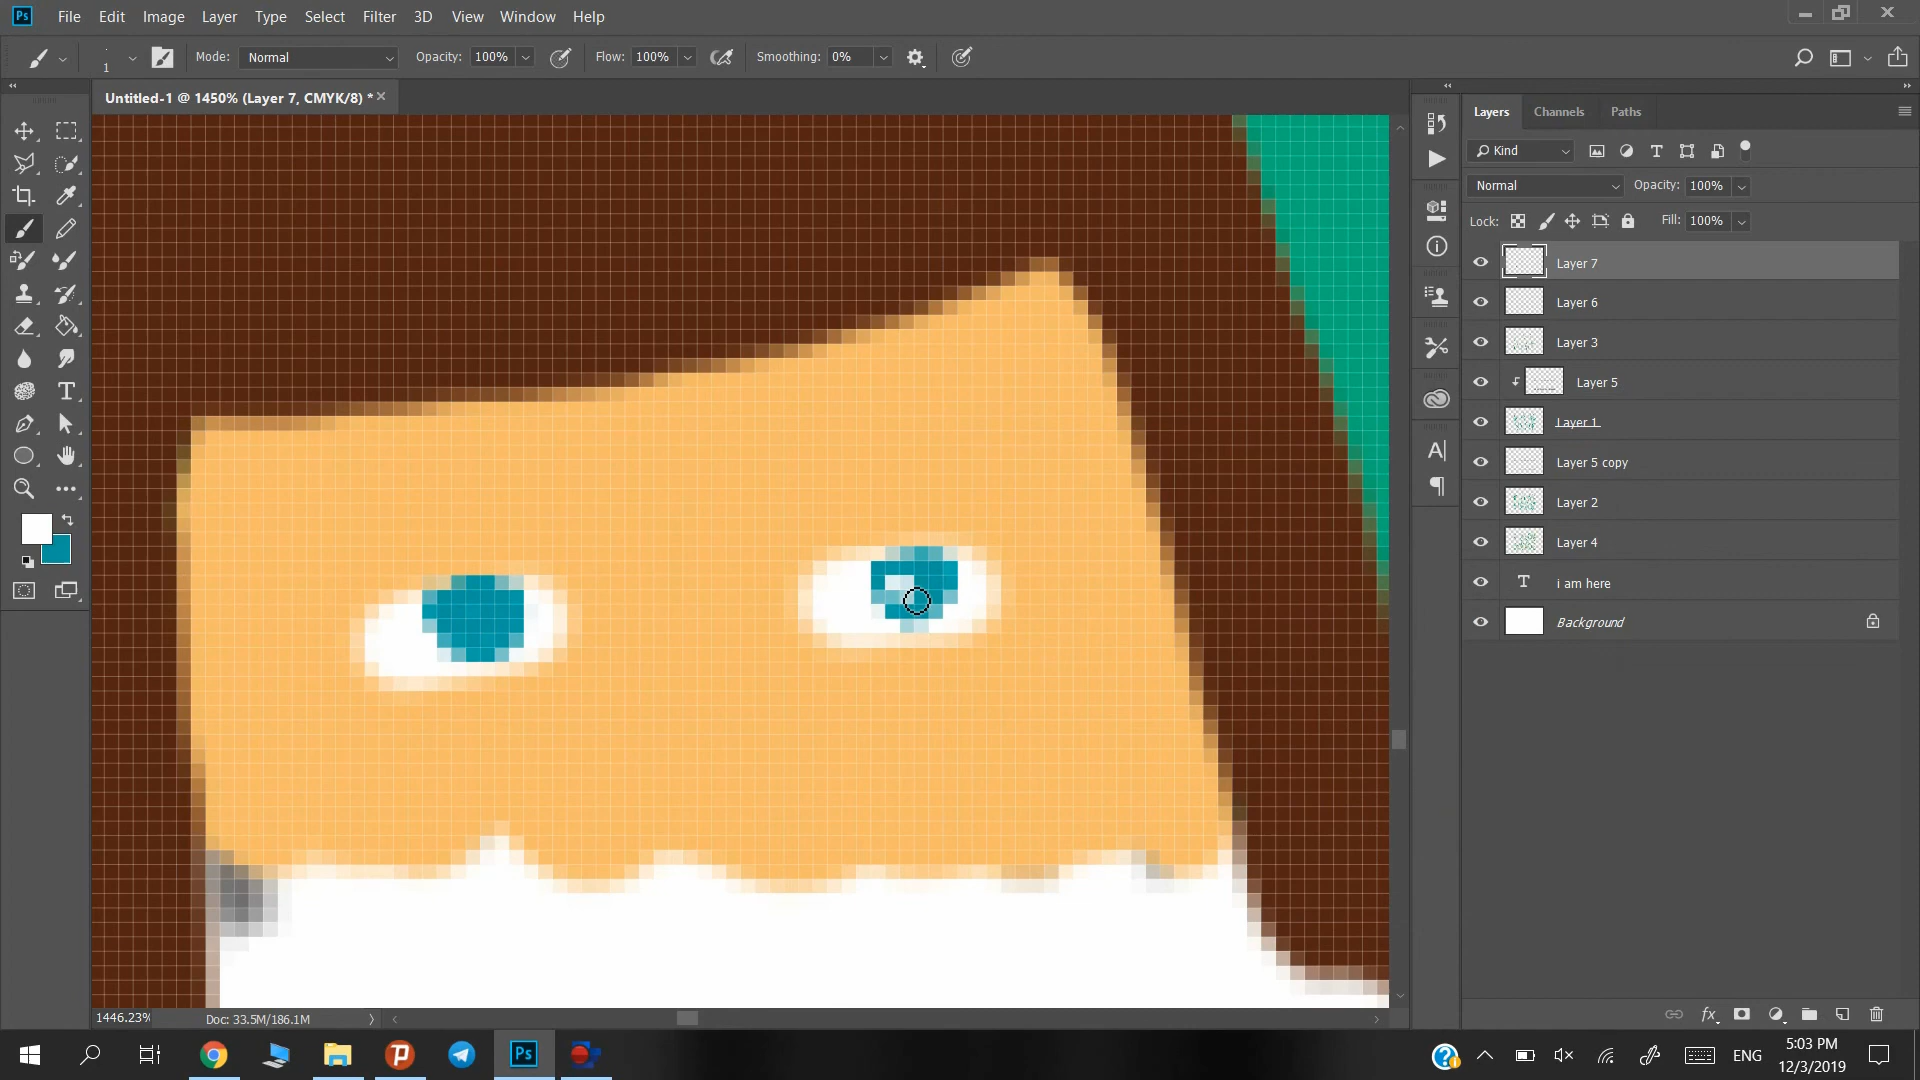 Ps File Edit Image Layer Type Select Filter 3D View Window Help
1 Mode: Normal Opacity: 100% Flow: 100% Smoothing: 0%
Untitled-1 @ 1450% (Layer 7, CMYK/8) *
Layers Channels Paths
Kind
Normal Opacity: 100%
Lock: Fill: 100%
Layer 7
Layer 6
Layer 3
Layer 5
Layer 1
Layer 5 copy
Layer 2
Layer 4
i am here
Background
1446.23% Doc: 33.5M/186.1M
Ps ENG 5:03 PM
12/3/2019